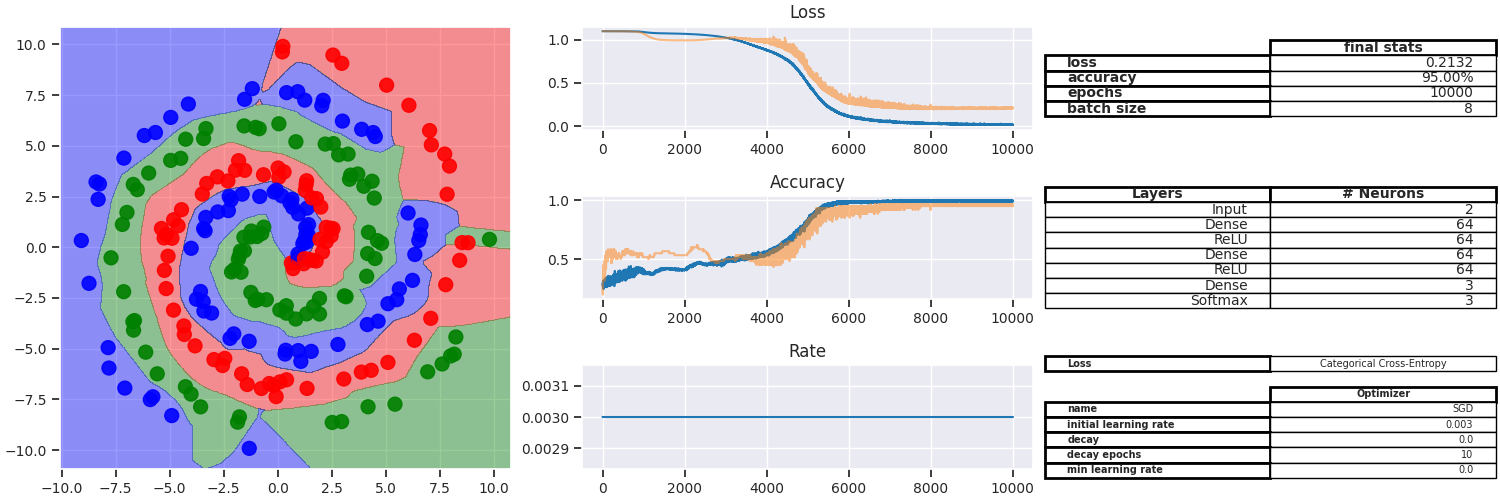 10.0
7.5
5.0
2.5
0.0
−2.5
−5.0
−7.5
−10.0
−10.0 −7.5 −5.0 −2.5 0.0 2.5 5.0 7.5 10.0
Loss
1.0
0.5
0.0
0 2000 4000 6000 8000 10000
Accuracy
1.0
0.5
0 2000 4000 6000 8000 10000
Rate
0.0031
0.0030
0.0029
0 2000 4000 6000 8000 10000
final stats
loss 0.2132
accuracy 95.00%
epochs 10000
batch size 8
Layers # Neurons
Input 2
Dense 64
ReLU 64
Dense 64
ReLU 64
Dense 3
Softmax 3
Loss Categorical Cross-Entropy
Optimizer
name SGD
initial learning rate 0.003
decay 0.0
decay epochs 10
min learning rate 0.0